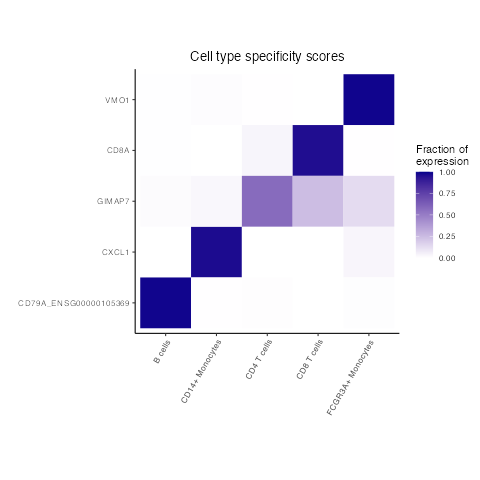 Cell type specificity scores
VMO1
CD8A
GIMAP7
CXCL1
CD79A_ENSG00000105369
B cells
CD14+ Monocytes
CD4 T cells
CD8 T cells
FCGR3A+ Monocytes
Fraction of
expression
1.00
0.75
0.50
0.25
0.00